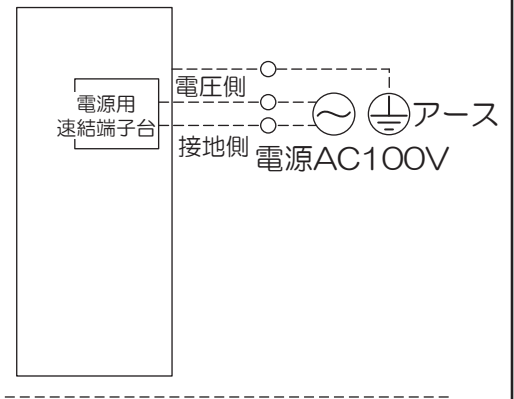 電圧側
電源用
速結端子台
アース
接地側
電源AC100V